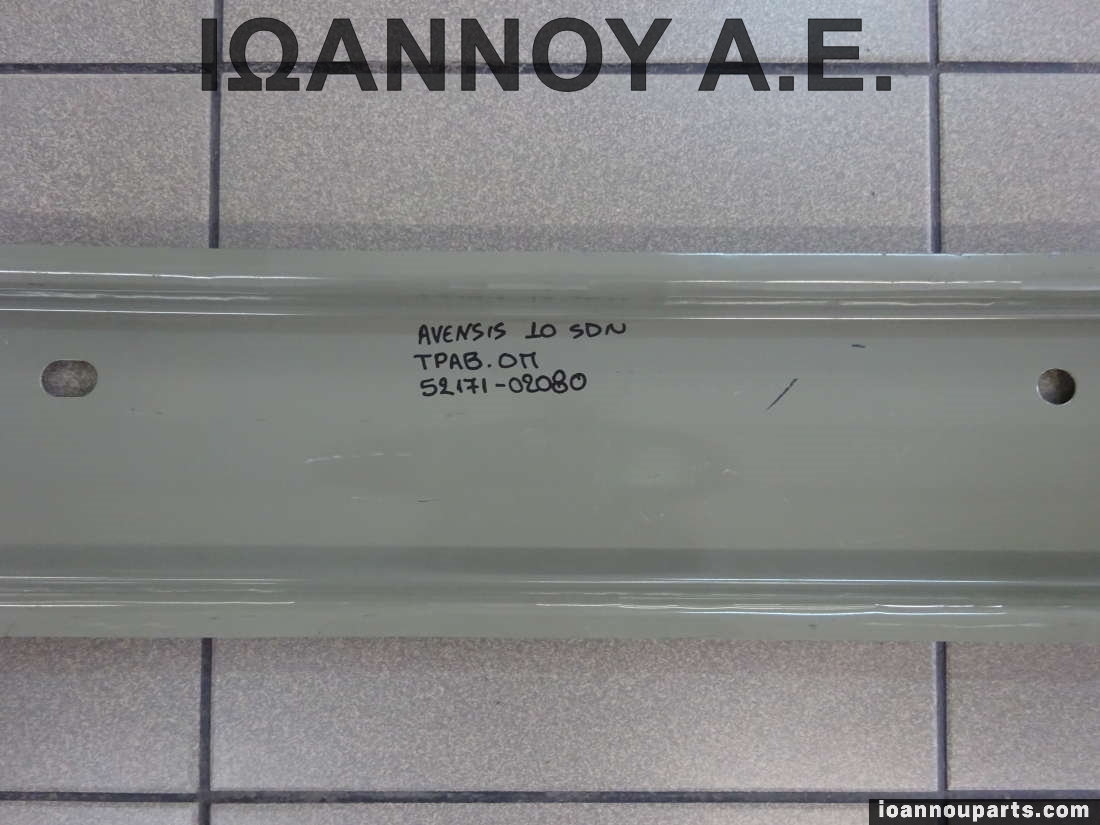 ΙΩΑΝΝΟΥ Α.Ε.
AVENSIS 10 SDN
ΤΡΑΒ.ΟΠ
52171-02080
ioannouparts.com